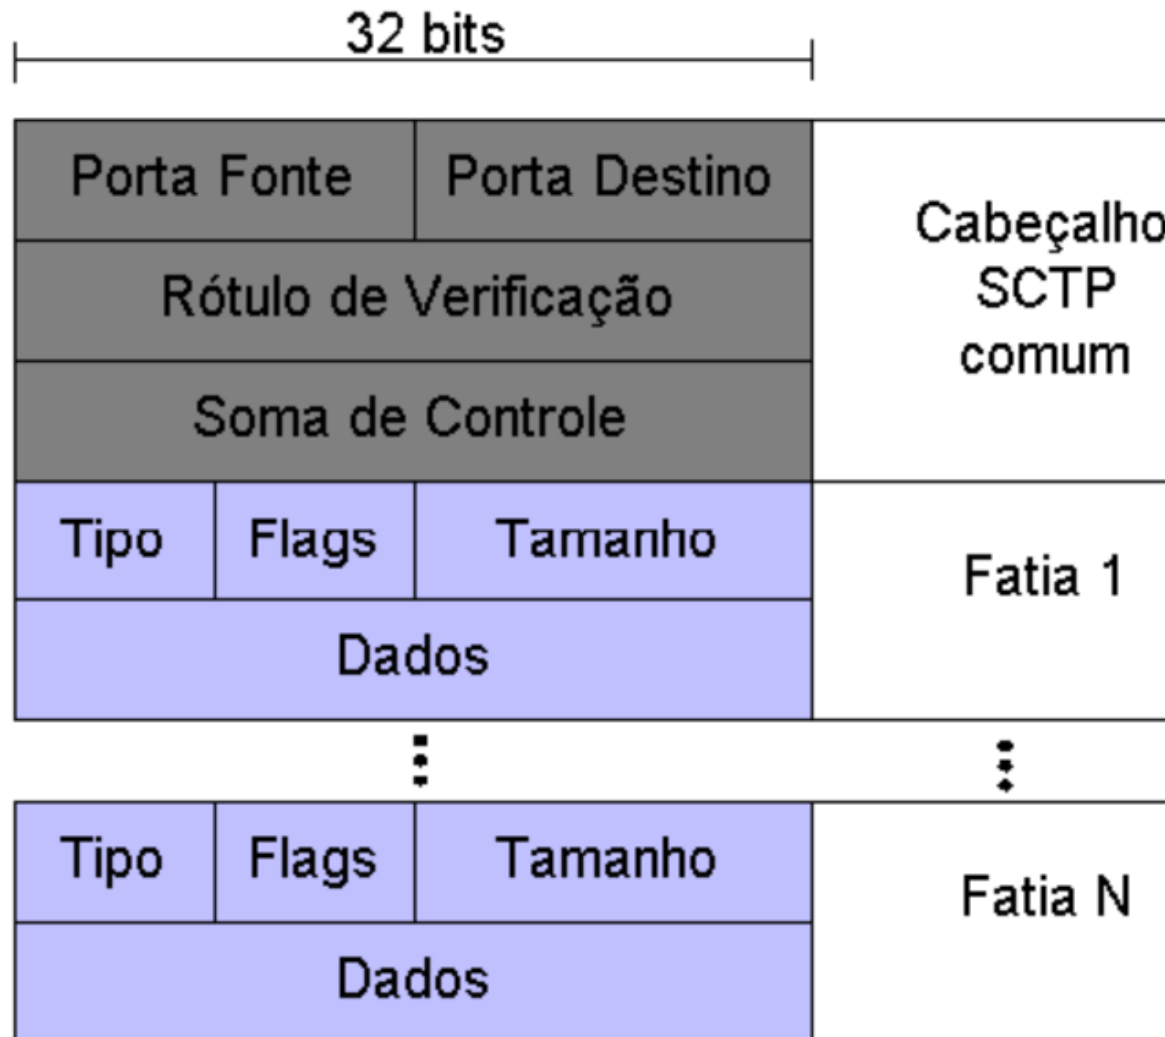 32 bits
Porta Fonte Porta Destino
Cabeçalho
SCTP
comum
Rótulo de Verificação
Soma de Controle
Tipo Flags Tamanho
Fatia 1
Dados
Tipo Flags Tamanho
Fatia N
Dados